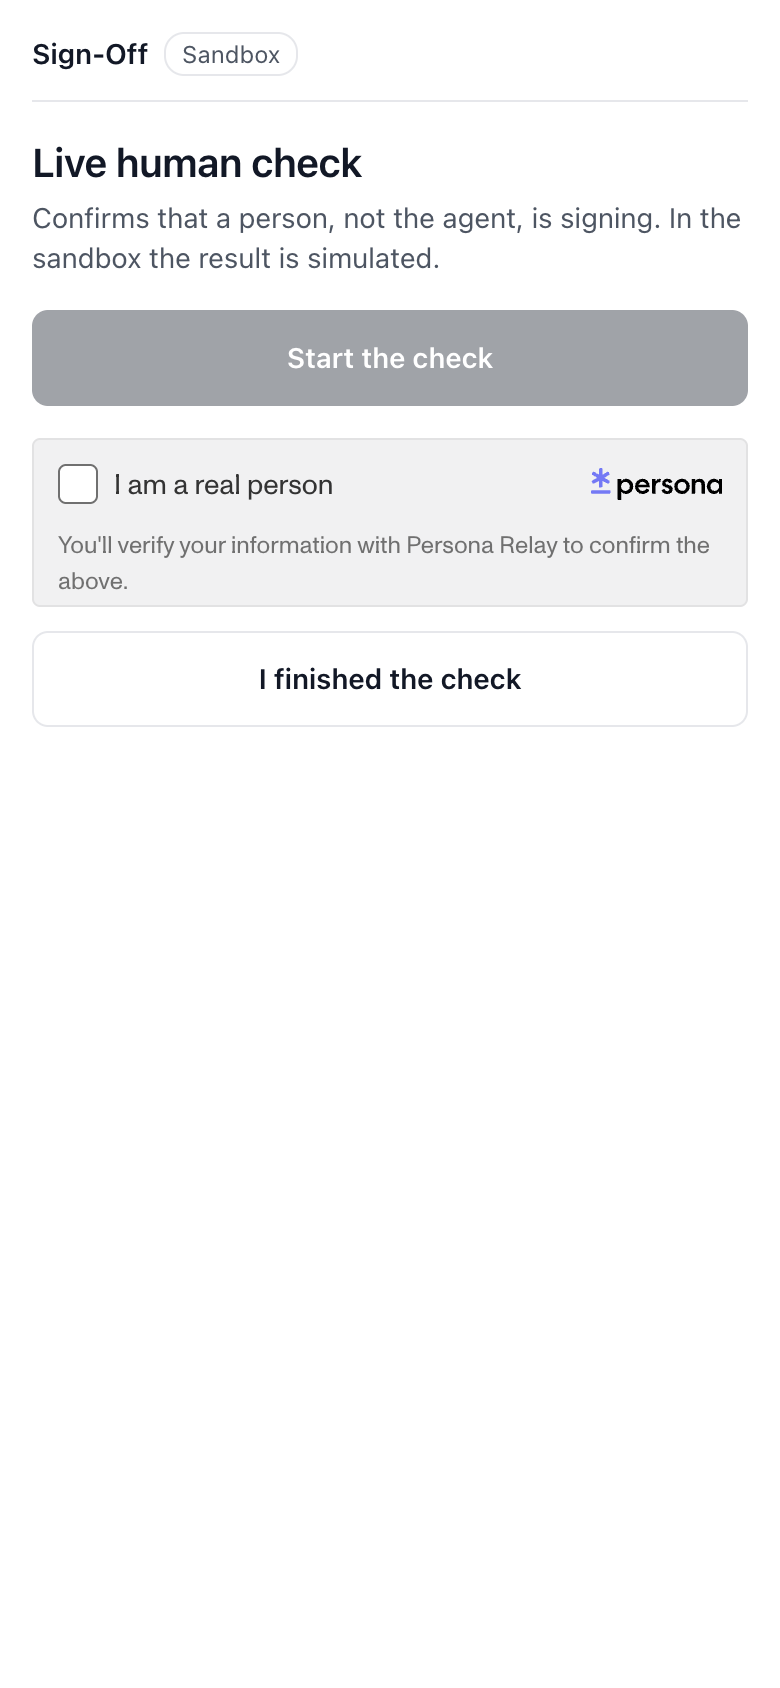 Sign-Off
Sandbox
Live human check
Confirms that a person, not the agent, is signing. In the
sandbox the result is simulated.
Start the check
I am a real person
persona
You'll verify your information with Persona Relay to confirm the
above.
I finished the check